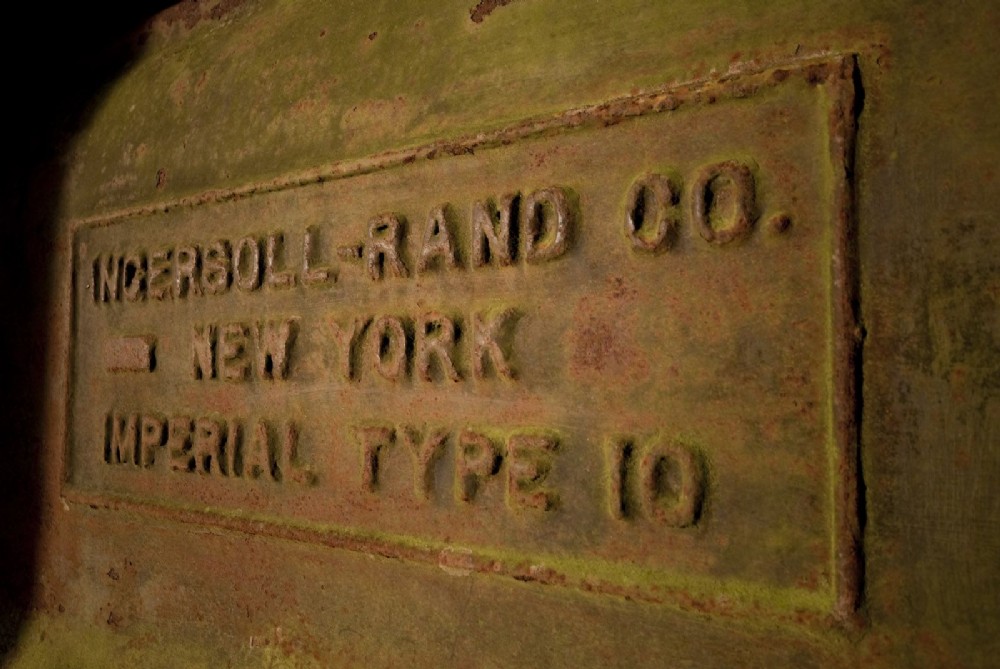 INGERSOLL-RAND CO.
- NEW YORK
IMPERIAL TYPE 10